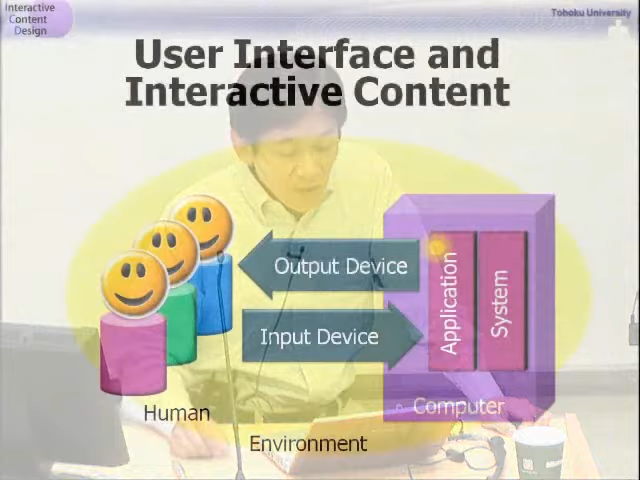 Interactive
Content
Design
Tohoku University
User Interface and
Interactive Content
Output Device
Input Device
Application
System
Human
Computer
Environment